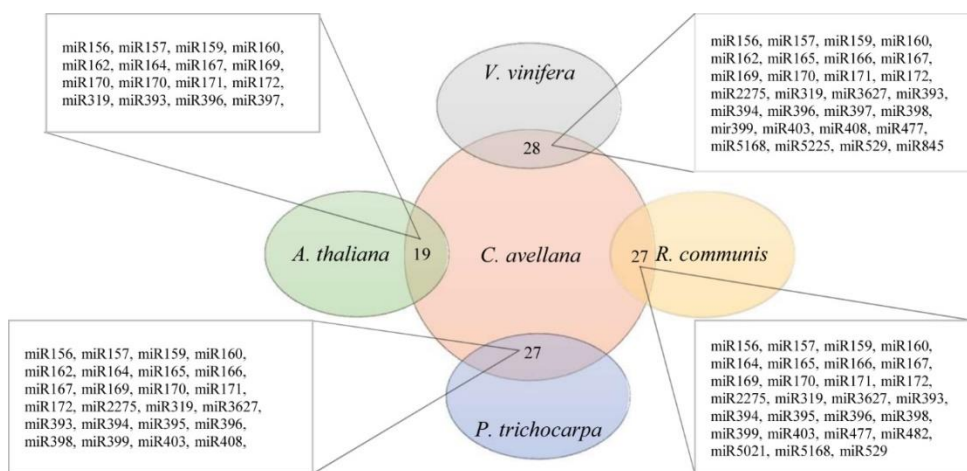 miR156, miR157, miR159, miR160,
miR162, miR164, miR167, miR169,
miR170, miR170, miR171, miR172,
miR319, miR393, miR396, miR397,
V. vinifera
28
miR156, miR157, miR159, miR160,
miR162, miR165, miR166, miR167,
miR169, miR170, miR171, miR172,
miR2275, miR319, miR3627, miR393,
miR394, miR396, miR397, miR398,
mir399, miR403, miR408, miR477,
miR5168, miR5225, miR529, miR845
A. thaliana
19
C. avellana
27
R. communis
27
P. trichocarpa
miR156, miR157, miR159, miR160,
miR162, miR164, miR165, miR166,
miR167, miR169, miR170, miR171,
miR172, miR2275, miR319, miR3627,
miR393, miR394, miR395, miR396,
miR398, miR399, miR403, miR408,
miR156, miR157, miR159, miR160,
miR164, miR165, miR166, miR167,
miR169, miR170, miR171, miR172,
miR2275, miR319, miR3627, miR393,
miR394, miR395, miR396, miR398,
miR399, miR403, miR477, miR482,
miR5021, miR5168, miR529